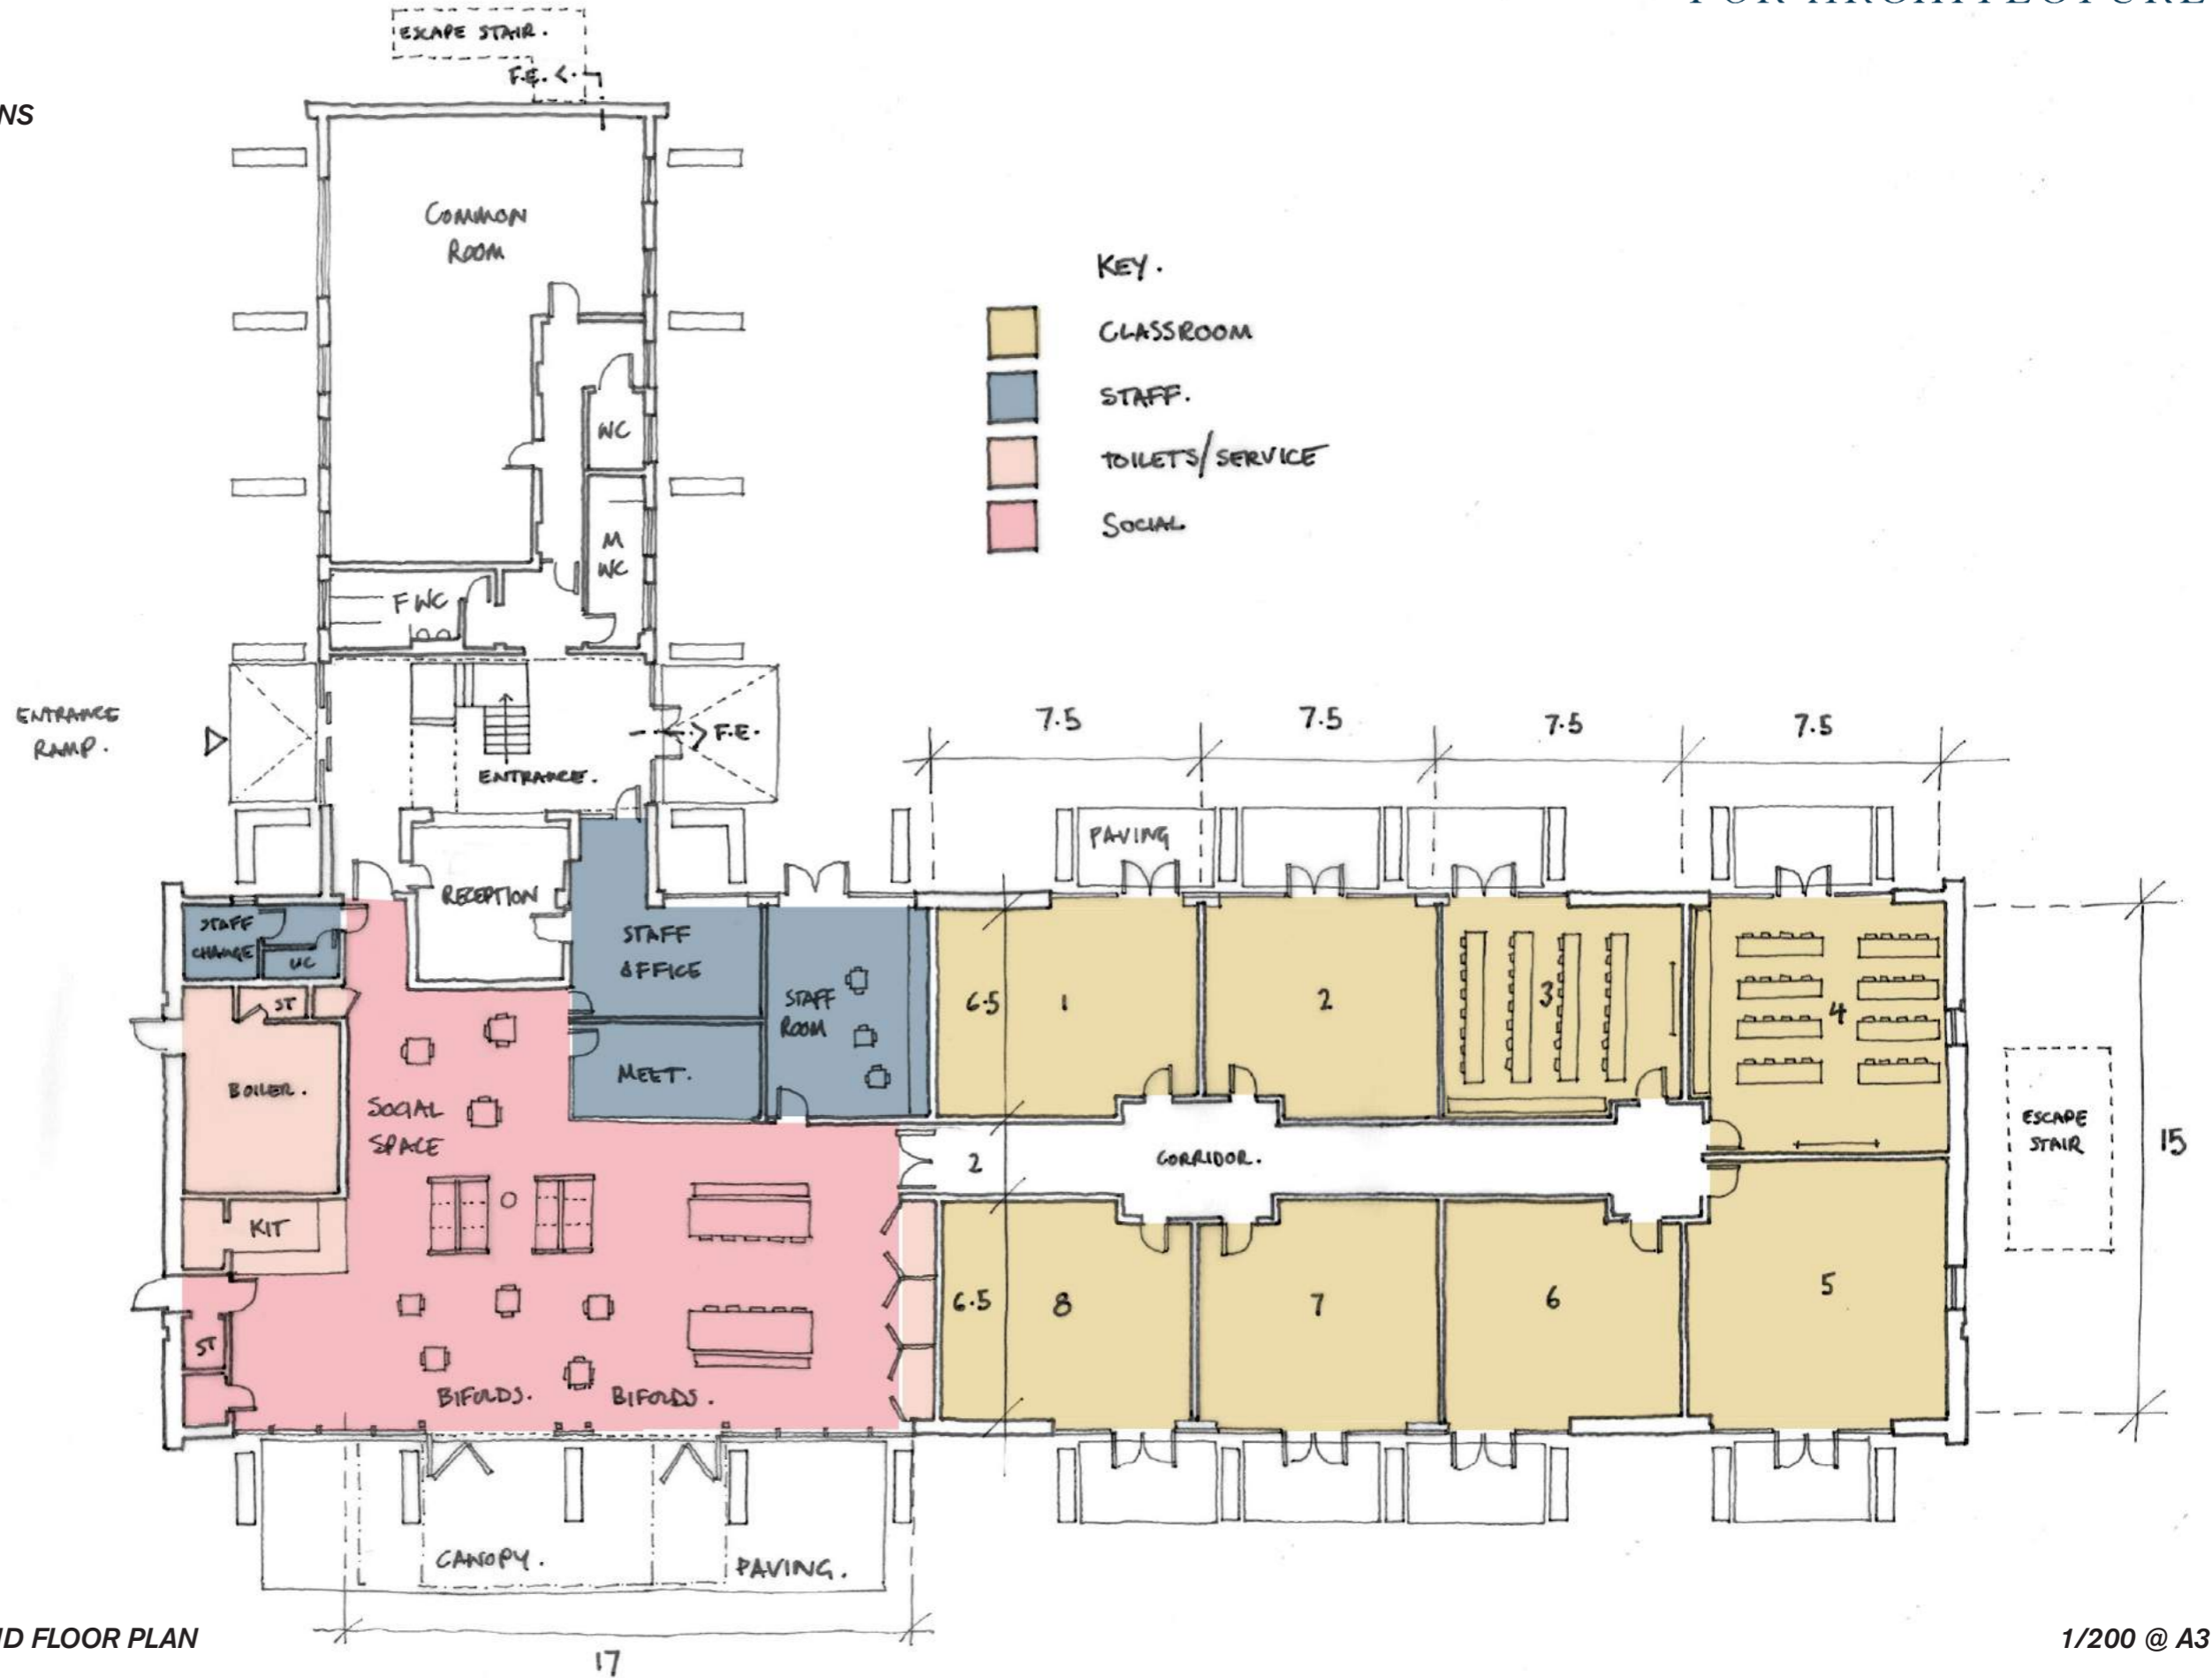 FOR ARCHITECTURE
ESCAPE STAIR.
F.E.
NS
COMMON
ROOM
KEY.
CLASSROOM
STAFF.
TOILETS/SERVICE
SOCIAL
WC
M
WC
F WC
ENTRANCE
RAMP.
F.E.
ENTRANCE.
7.5
7.5
7.5
7.5
PAVING
RECEPTION
STAFF
CHANGE
WC
STAFF
OFFICE
STAFF
ROOM
ST
BOILER.
MEET.
SOCIAL
SPACE
6.5
1
2
3
4
2
CORRIDOR.
ESCAPE
STAIR
15
KIT
ST
6.5
8
7
6
5
BIFOLDS.
BIFOLDS.
CANOPY.
PAVING.
17
ND FLOOR PLAN
1/200 @ A3